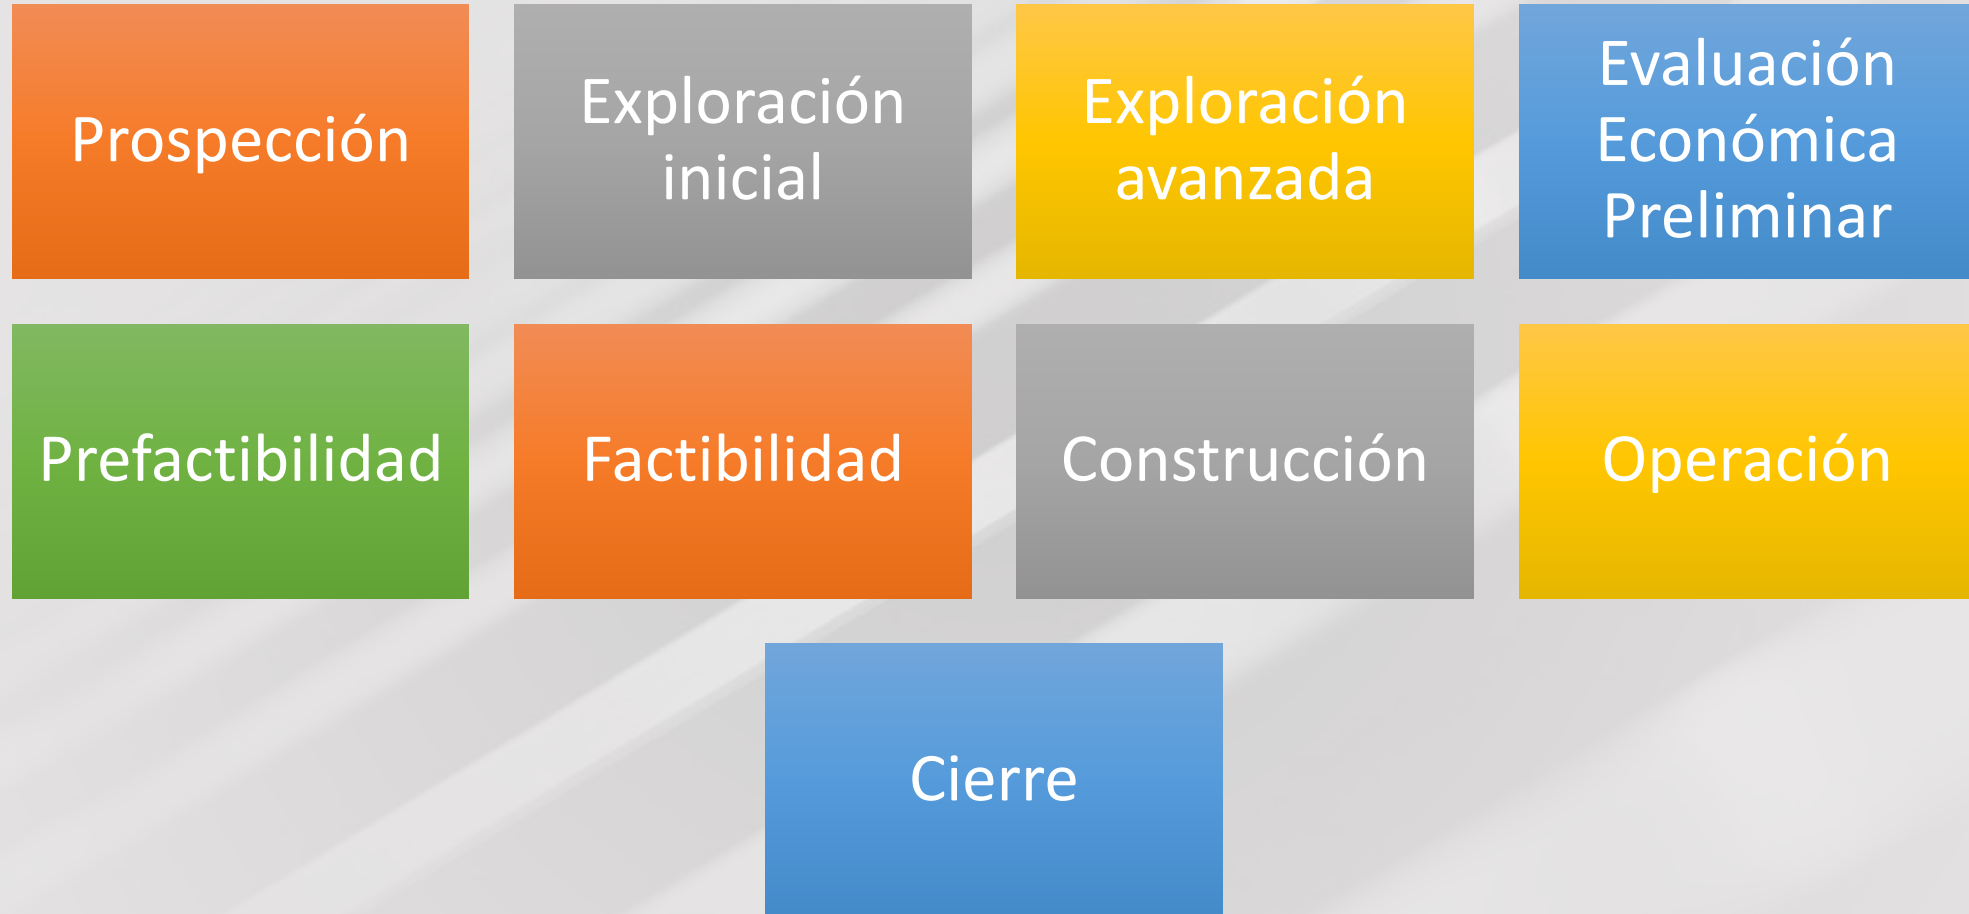 Prospección
Exploración
inicial
Exploración
avanzada
Evaluación
Económica
Preliminar
Prefactibilidad
Factibilidad
Construcción
Operación
Cierre